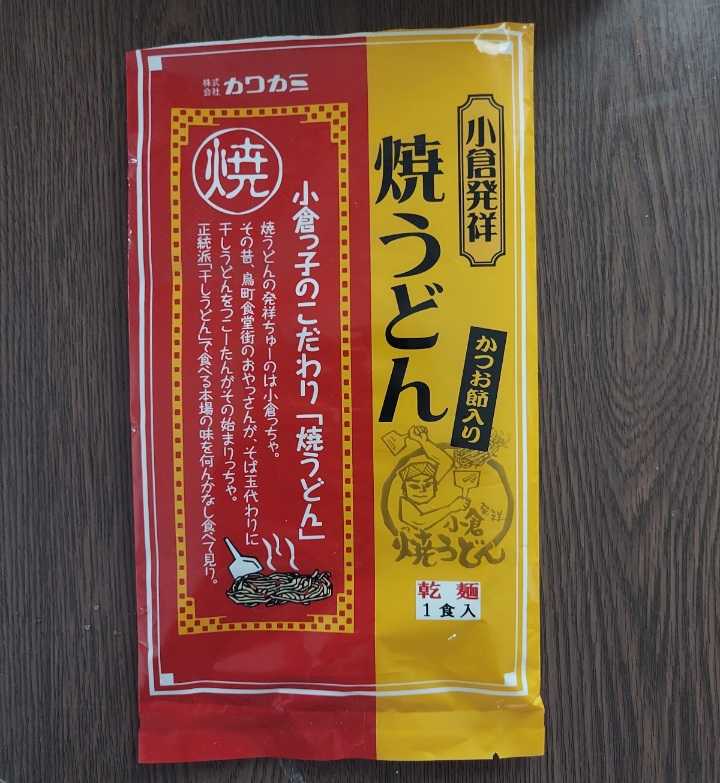 株式会社 カワカミ
小倉発祥
焼うどん
かつお節入り
発祥
小倉
焼うどん
乾麺
1食入
焼
小倉っ子のこだわり「焼うどん」
焼うどんの発祥ちゅーのは小倉っちゃ。
その昔、鳥町食堂街のおやっさんが、そば玉代わりに
干しうどんをつこーたんがその始まりっちゃ。
正統派「干しうどん」で食べる本場の味を何んかなし食べて見り。